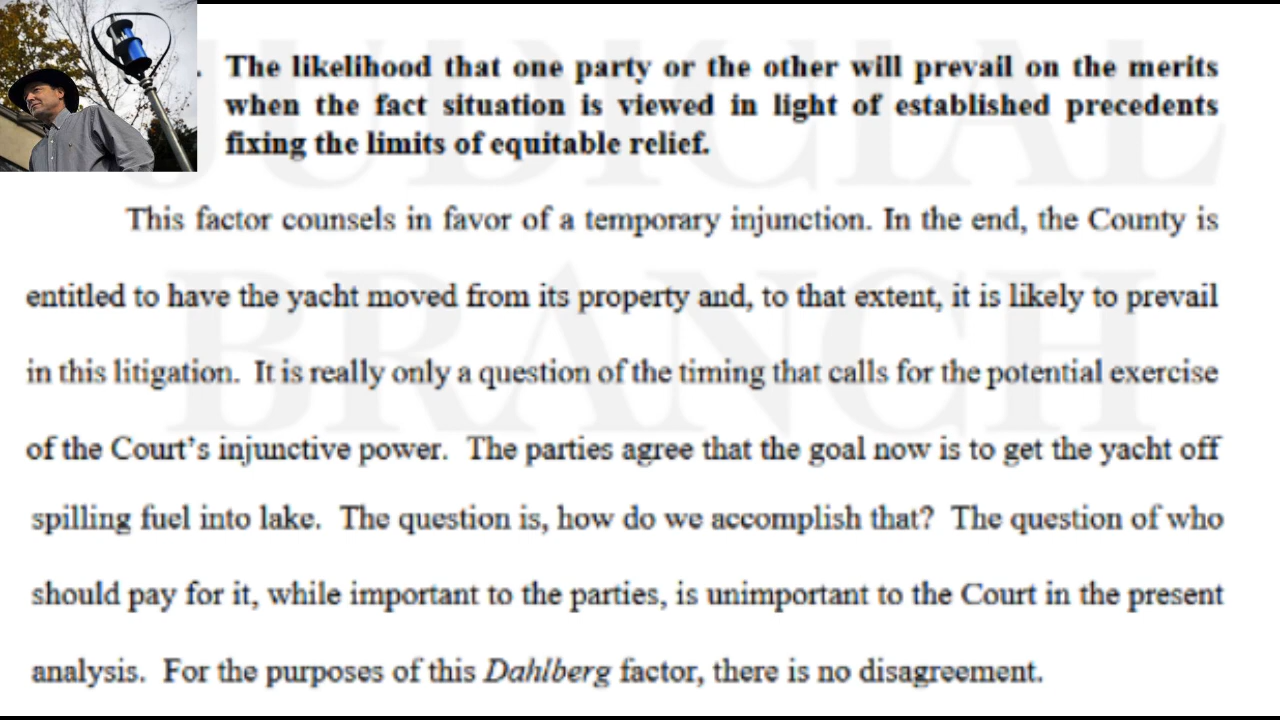 . The likelihood that one party or the other will prevail on the merits
when the fact situation is viewed in light of established precedents
fixing the limits of equitable relief.
This factor counsels in favor of a temporary injunction. In the end, the County is
entitled to have the yacht moved from its property and, to that extent, it is likely to prevail
in this litigation. It is really only a question of the timing that calls for the potential exercise
of the Court's injunctive power. The parties agree that the goal now is to get the yacht off
spilling fuel into lake. The question is, how do we accomplish that? The question of who
should pay for it, while important to the parties, is unimportant to the Court in the present
analysis. For the purposes of this Dahlberg factor, there is no disagreement.
JUDICIAL
BRANCH